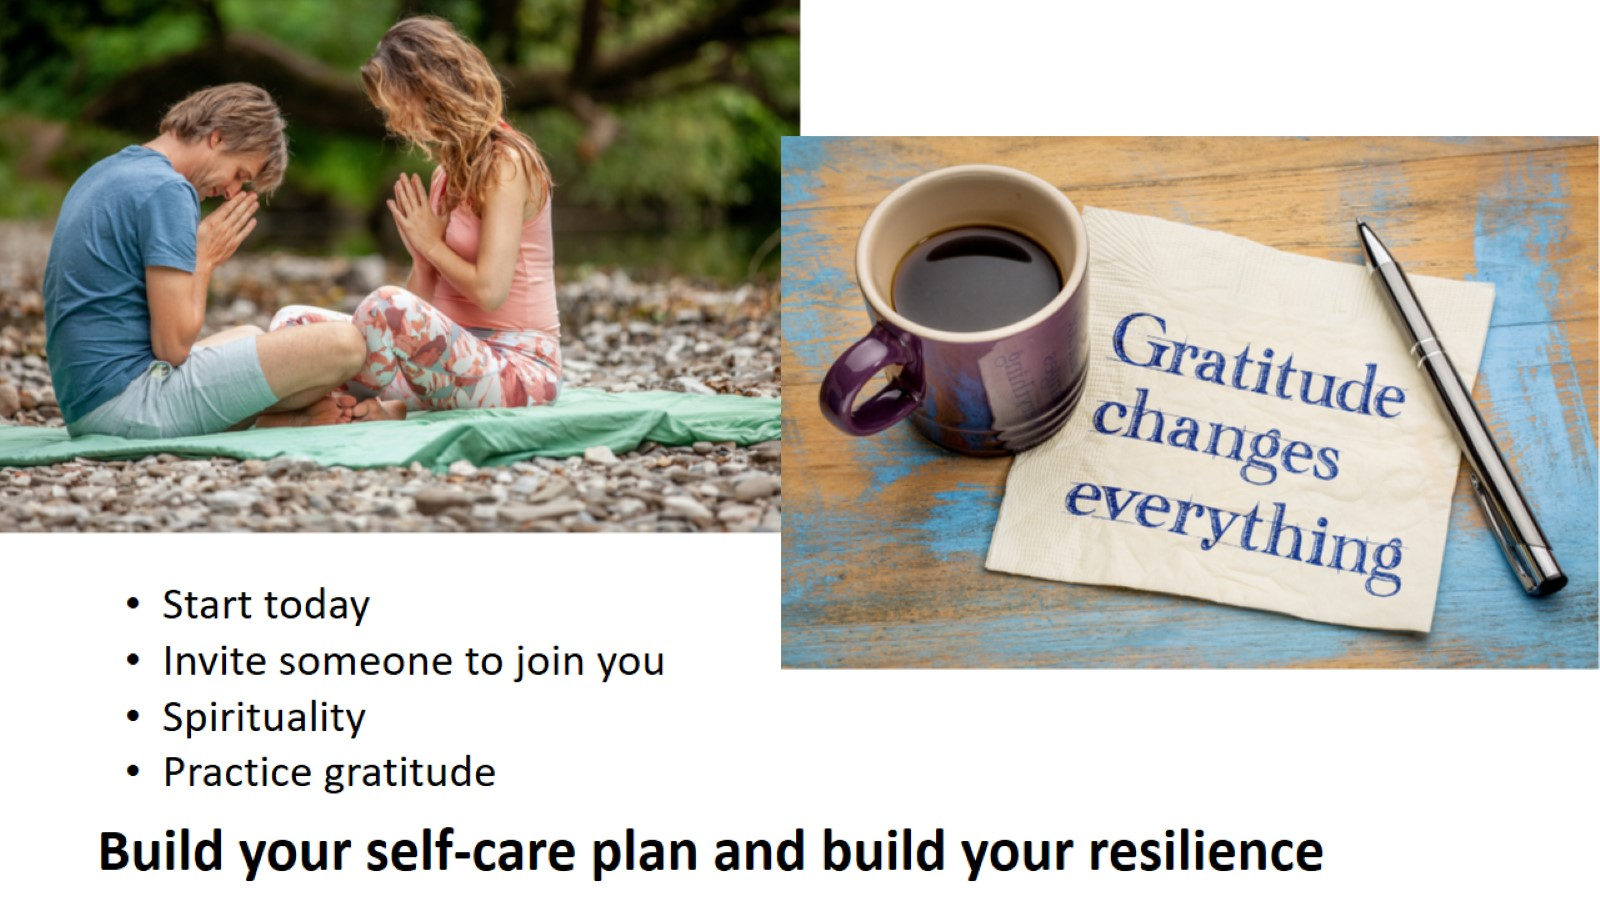 Gratitude
changes
everything
• Start today
• Invite someone to join you
• Spirituality
• Practice gratitude
Build your self-care plan and build your resilience